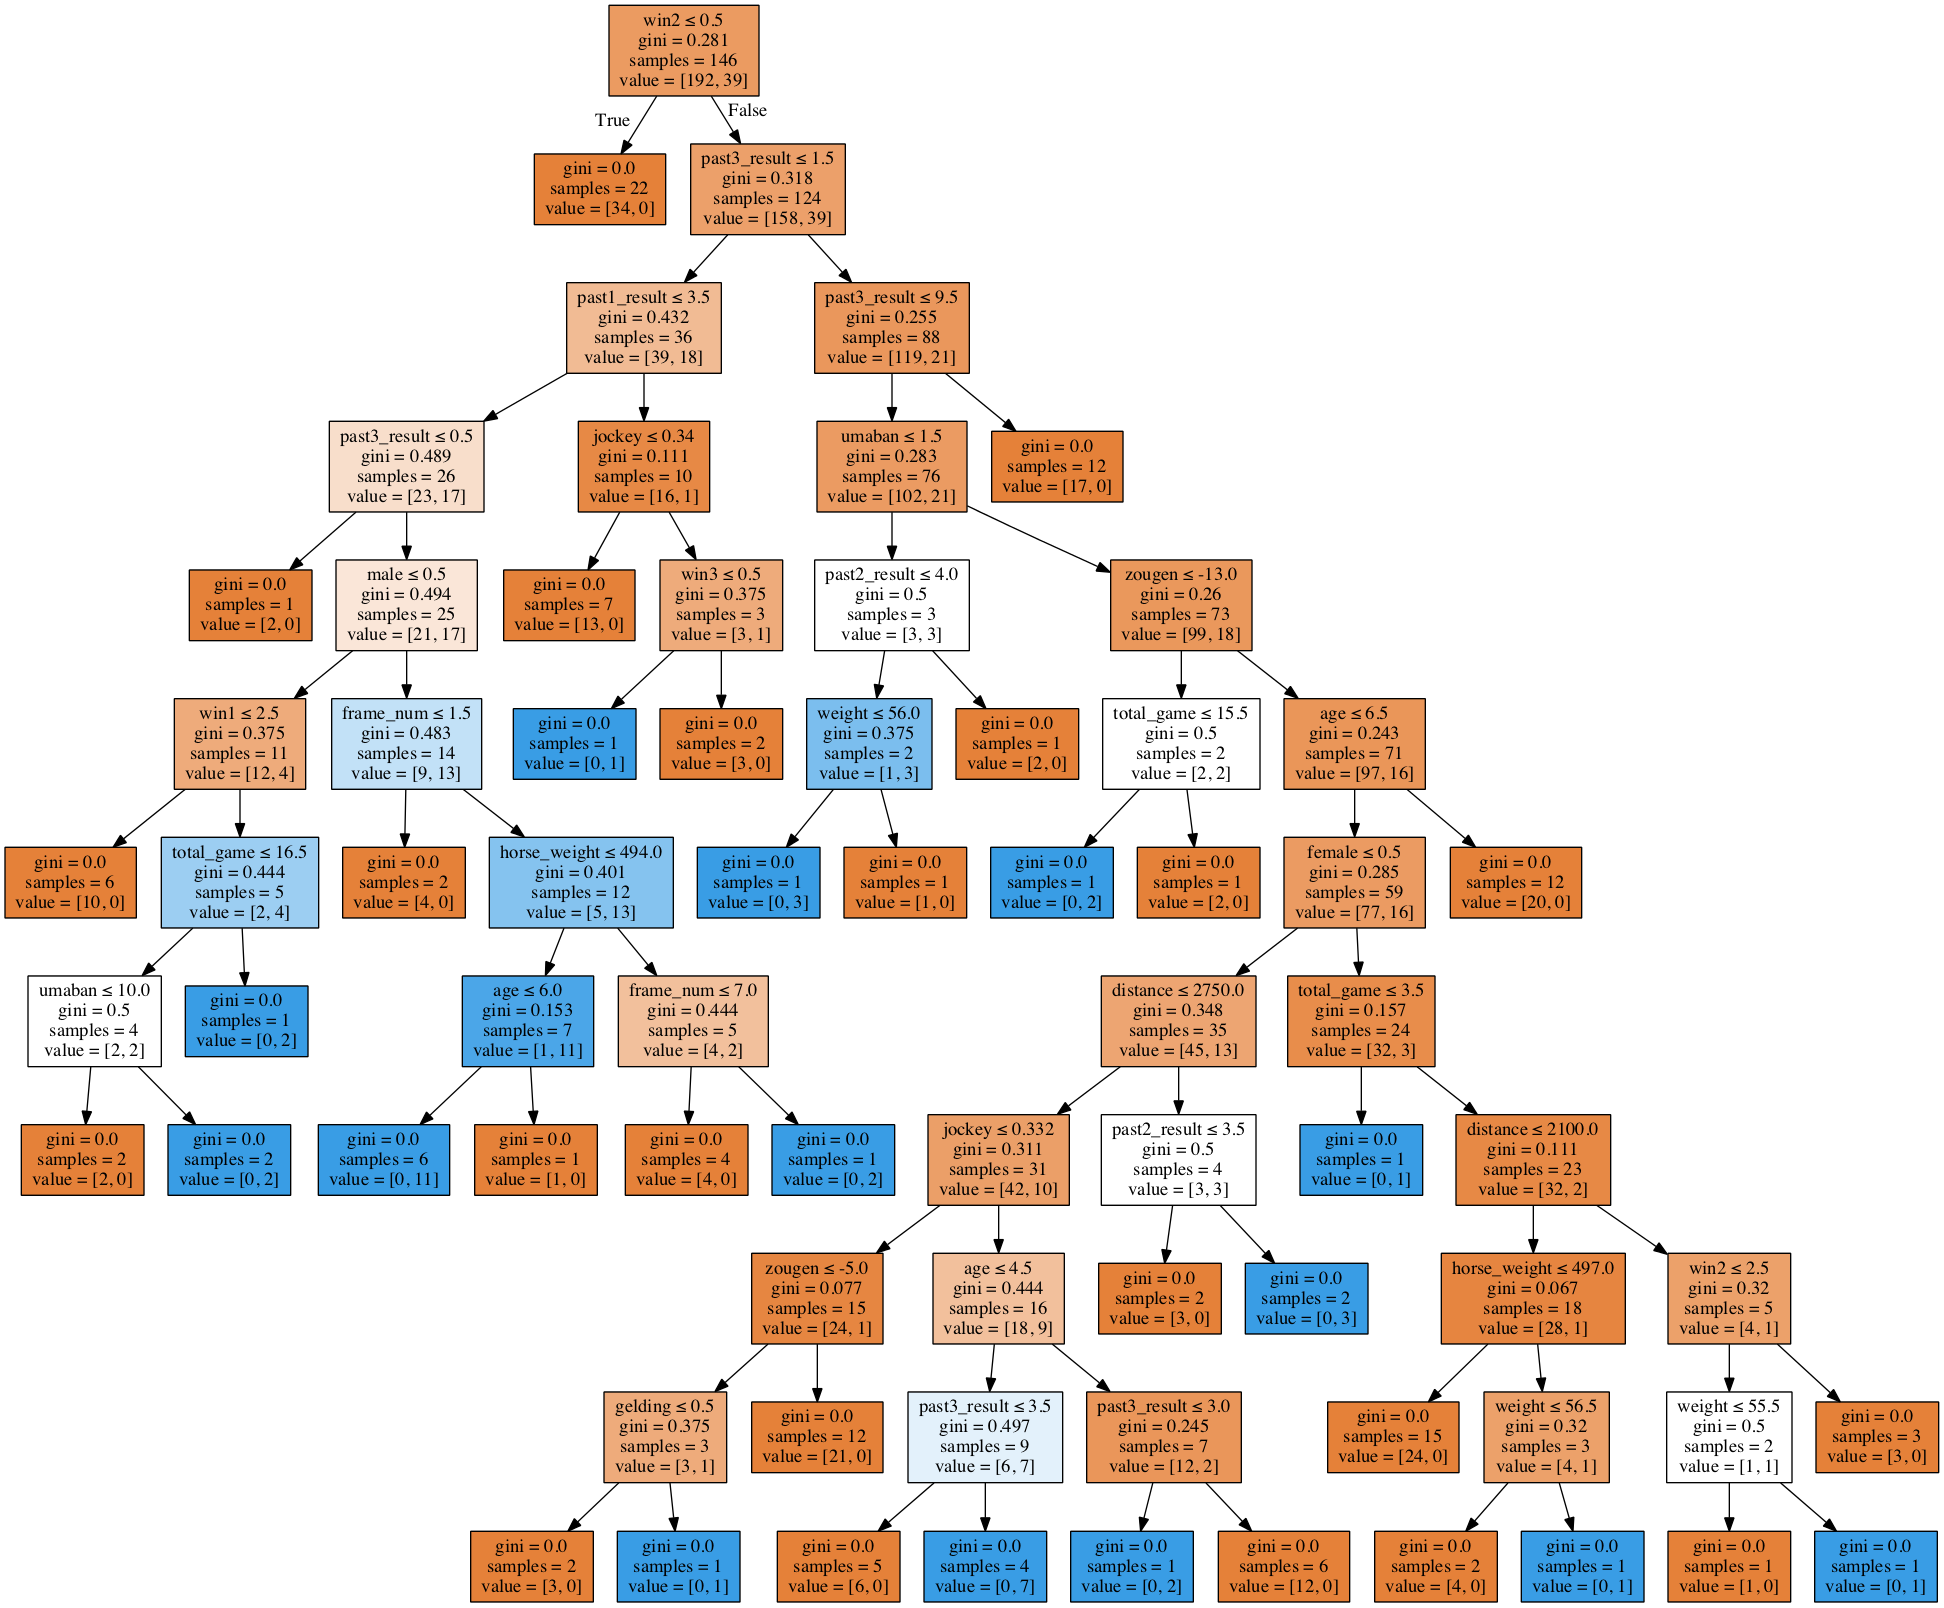 win2 ≤ 0.5
gini = 0.281
samples = 146
value = [192, 39]
True
False
gini = 0.0
samples = 22
value = [34, 0]
past3_result ≤ 1.5
gini = 0.318
samples = 124
value = [158, 39]
past1_result ≤ 3.5
gini = 0.432
samples = 36
value = [39, 18]
past3_result ≤ 9.5
gini = 0.255
samples = 88
value = [119, 21]
past3_result ≤ 0.5
gini = 0.489
samples = 26
value = [23, 17]
jockey ≤ 0.34
gini = 0.111
samples = 10
value = [16, 1]
umaban ≤ 1.5
gini = 0.283
samples = 76
value = [102, 21]
gini = 0.0
samples = 12
value = [17, 0]
gini = 0.0
samples = 1
value = [2, 0]
male ≤ 0.5
gini = 0.494
samples = 25
value = [21, 17]
gini = 0.0
samples = 7
value = [13, 0]
win3 ≤ 0.5
gini = 0.375
samples = 3
value = [3, 1]
past2_result ≤ 4.0
gini = 0.5
samples = 3
value = [3, 3]
zougen ≤ -13.0
gini = 0.26
samples = 73
value = [99, 18]
win1 ≤ 2.5
gini = 0.375
samples = 11
value = [12, 4]
frame_num ≤ 1.5
gini = 0.483
samples = 14
value = [9, 13]
gini = 0.0
samples = 1
value = [0, 1]
gini = 0.0
samples = 2
value = [3, 0]
weight ≤ 56.0
gini = 0.375
samples = 2
value = [1, 3]
gini = 0.0
samples = 1
value = [2, 0]
total_game ≤ 15.5
gini = 0.5
samples = 2
value = [2, 2]
age ≤ 6.5
gini = 0.243
samples = 71
value = [97, 16]
gini = 0.0
samples = 6
value = [10, 0]
total_game ≤ 16.5
gini = 0.444
samples = 5
value = [2, 4]
gini = 0.0
samples = 2
value = [4, 0]
horse_weight ≤ 494.0
gini = 0.401
samples = 12
value = [5, 13]
gini = 0.0
samples = 1
value = [0, 3]
gini = 0.0
samples = 1
value = [1, 0]
gini = 0.0
samples = 1
value = [0, 2]
gini = 0.0
samples = 1
value = [2, 0]
female ≤ 0.5
gini = 0.285
samples = 59
value = [77, 16]
gini = 0.0
samples = 12
value = [20, 0]
umaban ≤ 10.0
gini = 0.5
samples = 4
value = [2, 2]
gini = 0.0
samples = 1
value = [0, 2]
age ≤ 6.0
gini = 0.153
samples = 7
value = [1, 11]
frame_num ≤ 7.0
gini = 0.444
samples = 5
value = [4, 2]
distance ≤ 2750.0
gini = 0.348
samples = 35
value = [45, 13]
total_game ≤ 3.5
gini = 0.157
samples = 24
value = [32, 3]
gini = 0.0
samples = 2
value = [2, 0]
gini = 0.0
samples = 2
value = [0, 2]
gini = 0.0
samples = 6
value = [0, 11]
gini = 0.0
samples = 1
value = [1, 0]
gini = 0.0
samples = 4
value = [4, 0]
gini = 0.0
samples = 1
value = [0, 2]
jockey ≤ 0.332
gini = 0.311
samples = 31
value = [42, 10]
past2_result ≤ 3.5
gini = 0.5
samples = 4
value = [3, 3]
gini = 0.0
samples = 1
value = [0, 1]
distance ≤ 2100.0
gini = 0.111
samples = 23
value = [32, 2]
zougen ≤ -5.0
gini = 0.077
samples = 15
value = [24, 1]
age ≤ 4.5
gini = 0.444
samples = 16
value = [18, 9]
gini = 0.0
samples = 2
value = [3, 0]
gini = 0.0
samples = 2
value = [0, 3]
horse_weight ≤ 497.0
gini = 0.067
samples = 18
value = [28, 1]
win2 ≤ 2.5
gini = 0.32
samples = 5
value = [4, 1]
gelding ≤ 0.5
gini = 0.375
samples = 3
value = [3, 1]
gini = 0.0
samples = 12
value = [21, 0]
past3_result ≤ 3.5
gini = 0.497
samples = 9
value = [6, 7]
past3_result ≤ 3.0
gini = 0.245
samples = 7
value = [12, 2]
gini = 0.0
samples = 15
value = [24, 0]
weight ≤ 56.5
gini = 0.32
samples = 3
value = [4, 1]
weight ≤ 55.5
gini = 0.5
samples = 2
value = [1, 1]
gini = 0.0
samples = 3
value = [3, 0]
gini = 0.0
samples = 2
value = [3, 0]
gini = 0.0
samples = 1
value = [0, 1]
gini = 0.0
samples = 5
value = [6, 0]
gini = 0.0
samples = 4
value = [0, 7]
gini = 0.0
samples = 1
value = [0, 2]
gini = 0.0
samples = 6
value = [12, 0]
gini = 0.0
samples = 2
value = [4, 0]
gini = 0.0
samples = 1
value = [0, 1]
gini = 0.0
samples = 1
value = [1, 0]
gini = 0.0
samples = 1
value = [0, 1]